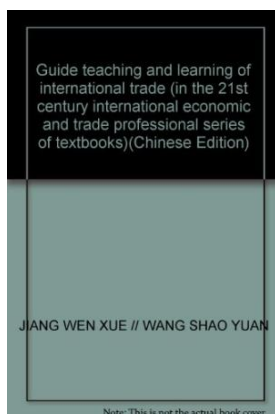 Guide teaching and learning of
international trade (in the 21st
century international economic
and trade professional series
of textbooks)(Chinese Edition)
JIANG WEN XUE // WANG SHAO YUAN
Note: This is not the actual book cover